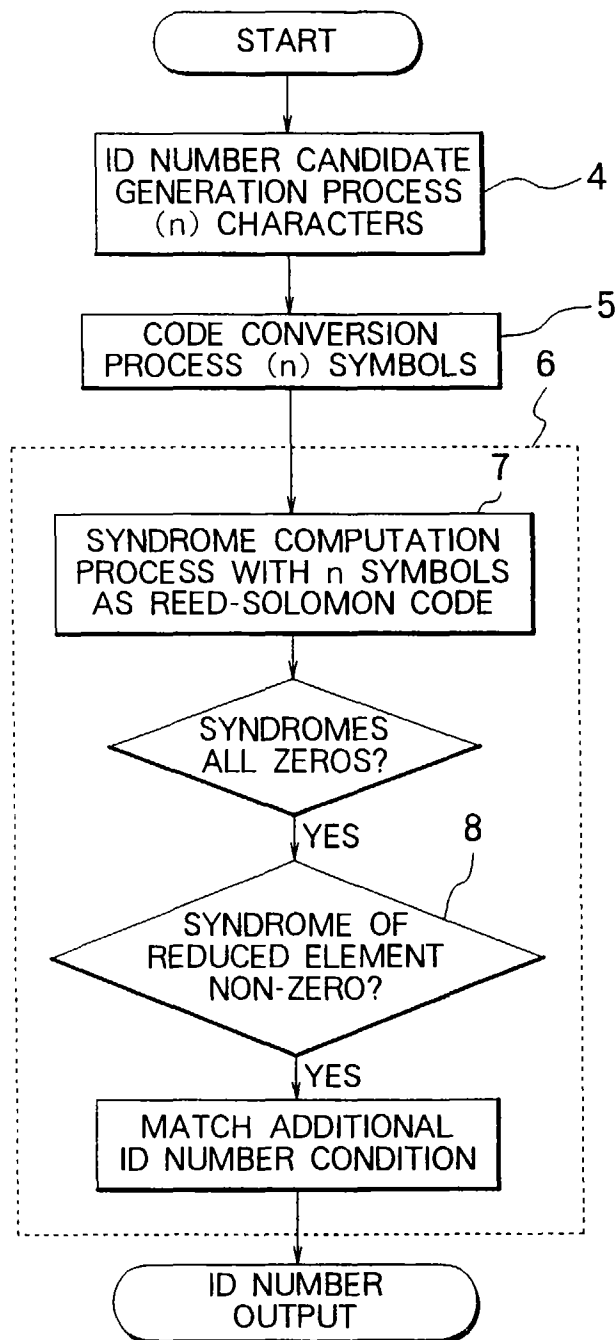 START
ID NUMBER CANDIDATE
GENERATION PROCESS
(n) CHARACTERS
4
CODE CONVERSION
PROCESS (n) SYMBOLS
5
6
7
SYNDROME COMPUTATION
PROCESS WITH n SYMBOLS
AS REED-SOLOMON CODE
SYNDROMES
ALL ZEROS?
YES
8
SYNDROME OF
REDUCED ELEMENT
NON-ZERO?
YES
MATCH ADDITIONAL
ID NUMBER CONDITION
ID NUMBER
OUTPUT